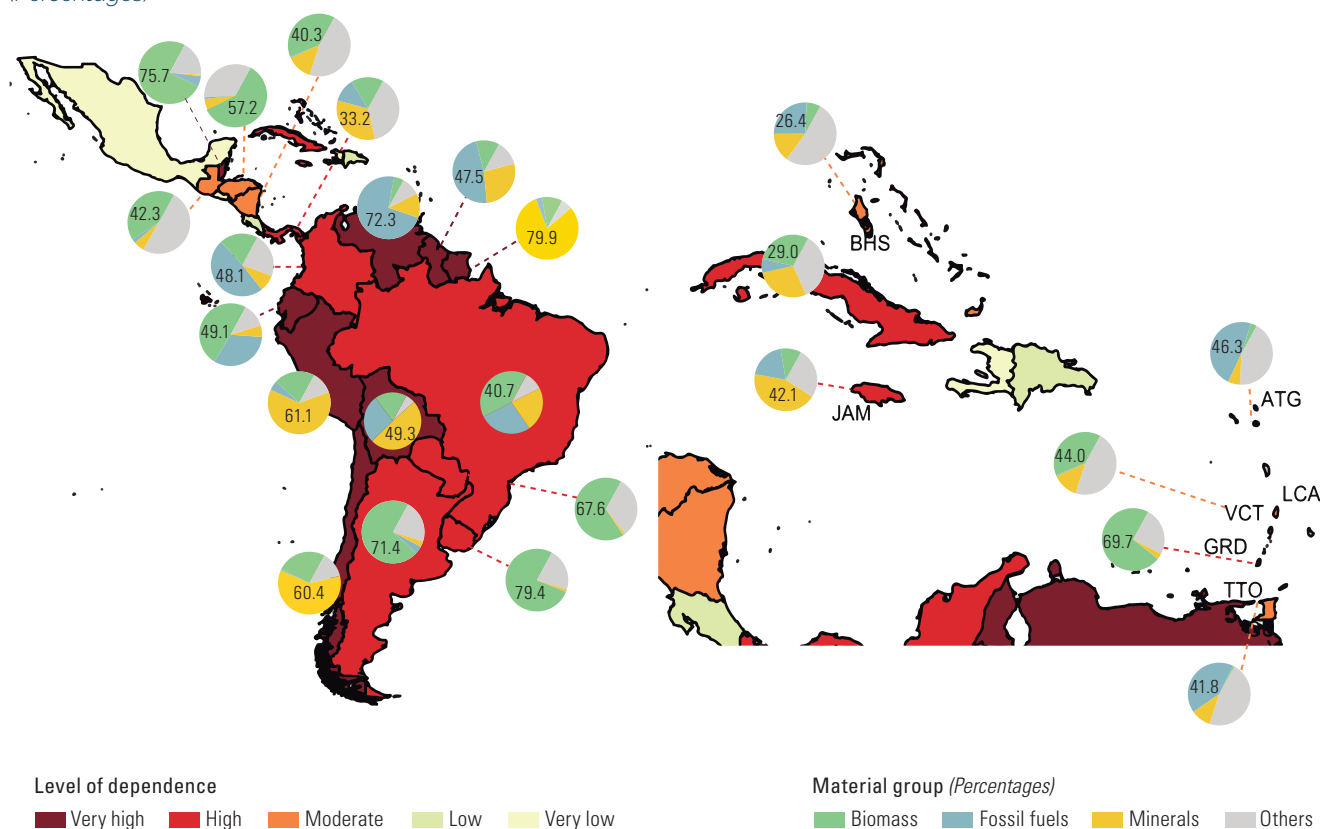 40.3
75.7
57.2
33.2
26.4
47.5
72.3
79.9
42.3
BHS
29.0
48.1
49.1
46.3
42.1
ATG
JAM
40.7
61.1
49.3
44.0
LCA
VCT
67.6
69.7
GRD
71.4
TTO
60.4
79.4
41.8
Level of dependence
Very high High Moderate Low Very low
Material group (Percentages)
Biomass Fossil fuels Minerals Others